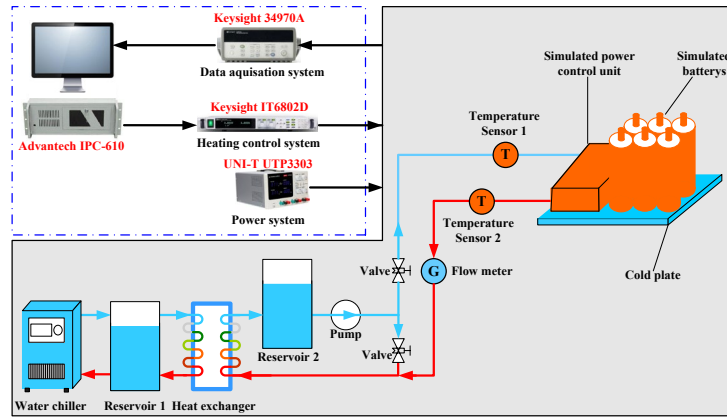 Keysight 34970A
Data aquisation system
Keysight IT6802D
Advantech IPC-610
Heating control system
UNI-T UTP3303
Power system
Simulated power
control unit
Simulated
batterys
Temperature
Sensor 1
T
T
Temperature
Sensor 2
Cold plate
Valve
G
Flow meter
Reservoir 2
Pump
Valve
Water chiller
Reservoir 1
Heat exchanger